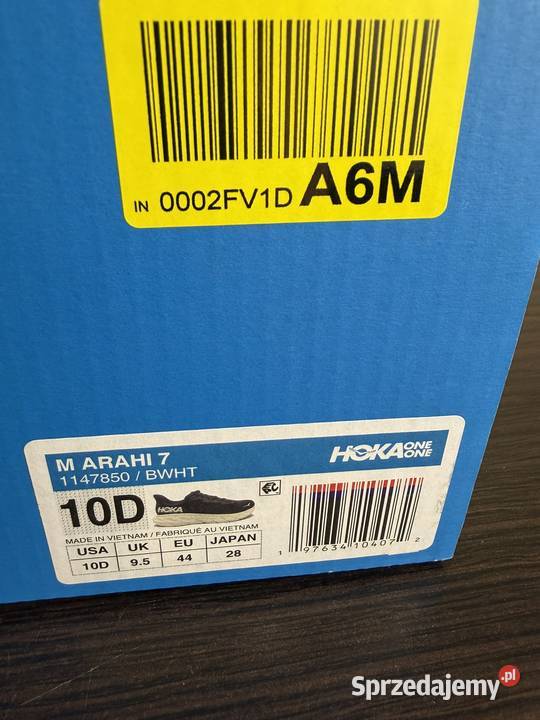 IN 0002FV1D A6M
M ARAHI 7
1147850 / BWHT
HOKA ONE ONE
10D
HOKA
MADE IN VIETNAM / FABRIQUÉ AU VIETNAM
USA UK EU JAPAN
10D 9.5 44 28
1 97634 10407 2
Sprzedajemy.pl